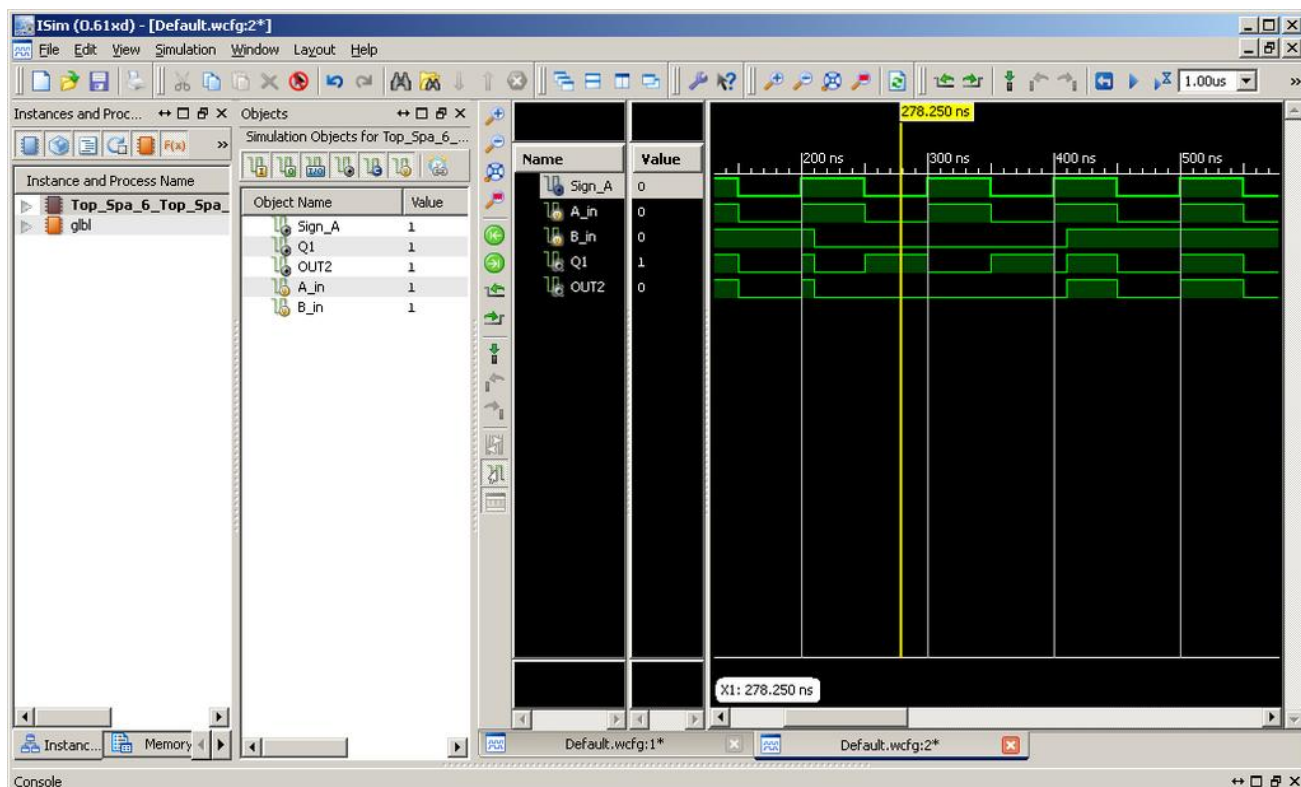 ISim (0.61xd) - [Default.wcfg:2*]
File Edit View Simulation Window Layout Help
1.00us
»
Instances and Proc...
F(x) »
Instance and Process Name
Top_Spa_6_Top_Spa_
glbl
Instanc... Memory
Objects
Simulation Objects for Top_Spa_6_...
Object Name Value
Sign_A 1
Q1 1
OUT2 1
A_in 1
B_in 1
Name Value
Sign_A 0
A_in 0
B_in 0
Q1 1
OUT2 0
278.250 ns
200 ns 300 ns 400 ns 500 ns
X1: 278.250 ns
Default.wcfg:1* Default.wcfg:2*
Console